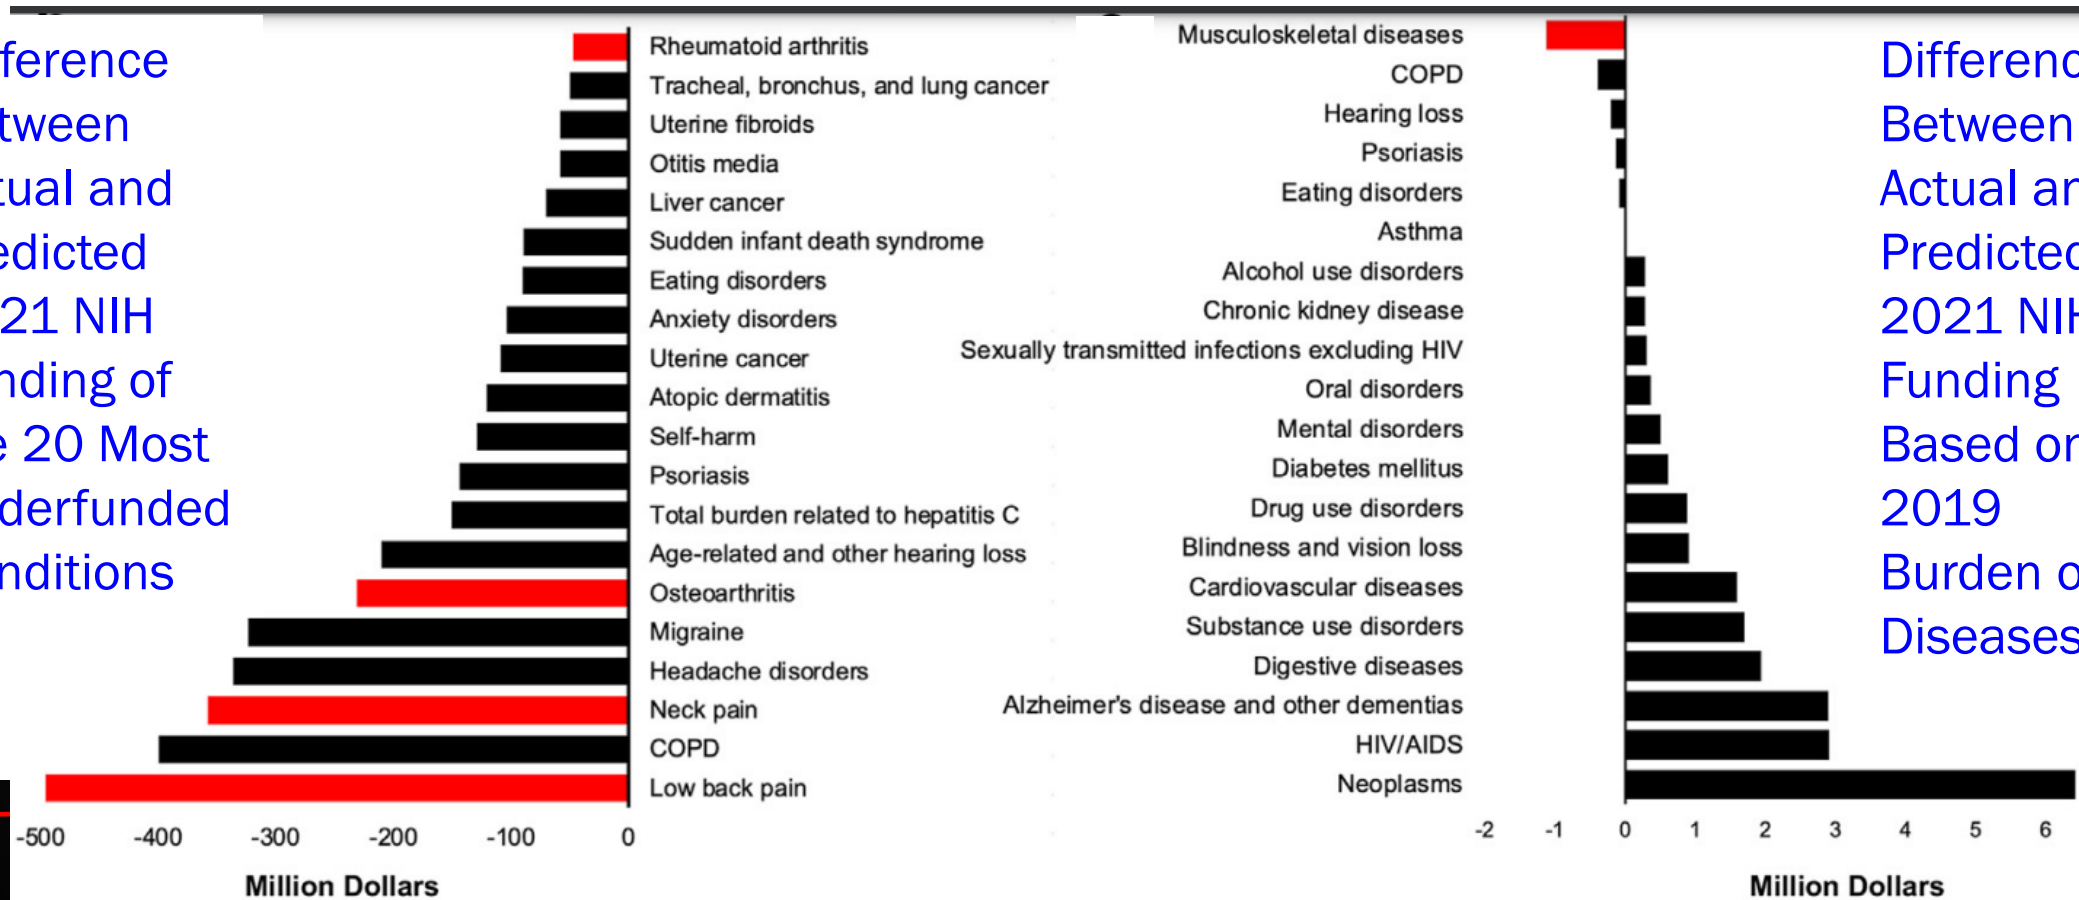 ference
tween
tual and
edicted
21 NIH
nding of
e 20 Most
derfunded
nditions
Rheumatoid arthritis
Tracheal, bronchus, and lung cancer
Uterine fibroids
Otitis media
Liver cancer
Sudden infant death syndrome
Eating disorders
Anxiety disorders
Uterine cancer
Atopic dermatitis
Self-harm
Psoriasis
Total burden related to hepatitis C
Age-related and other hearing loss
Osteoarthritis
Migraine
Headache disorders
Neck pain
COPD
Low back pain
-500 -400 -300 -200 -100 0
Million Dollars
Musculoskeletal diseases
COPD
Hearing loss
Psoriasis
Eating disorders
Asthma
Alcohol use disorders
Chronic kidney disease
Sexually transmitted infections excluding HIV
Oral disorders
Mental disorders
Diabetes mellitus
Drug use disorders
Blindness and vision loss
Cardiovascular diseases
Substance use disorders
Digestive diseases
Alzheimer's disease and other dementias
HIV/AIDS
Neoplasms
-2 -1 0 1 2 3 4 5 6
Million Dollars
Differenc
Between
Actual an
Predicted
2021 NIH
Funding
Based on
2019
Burden o
Diseases